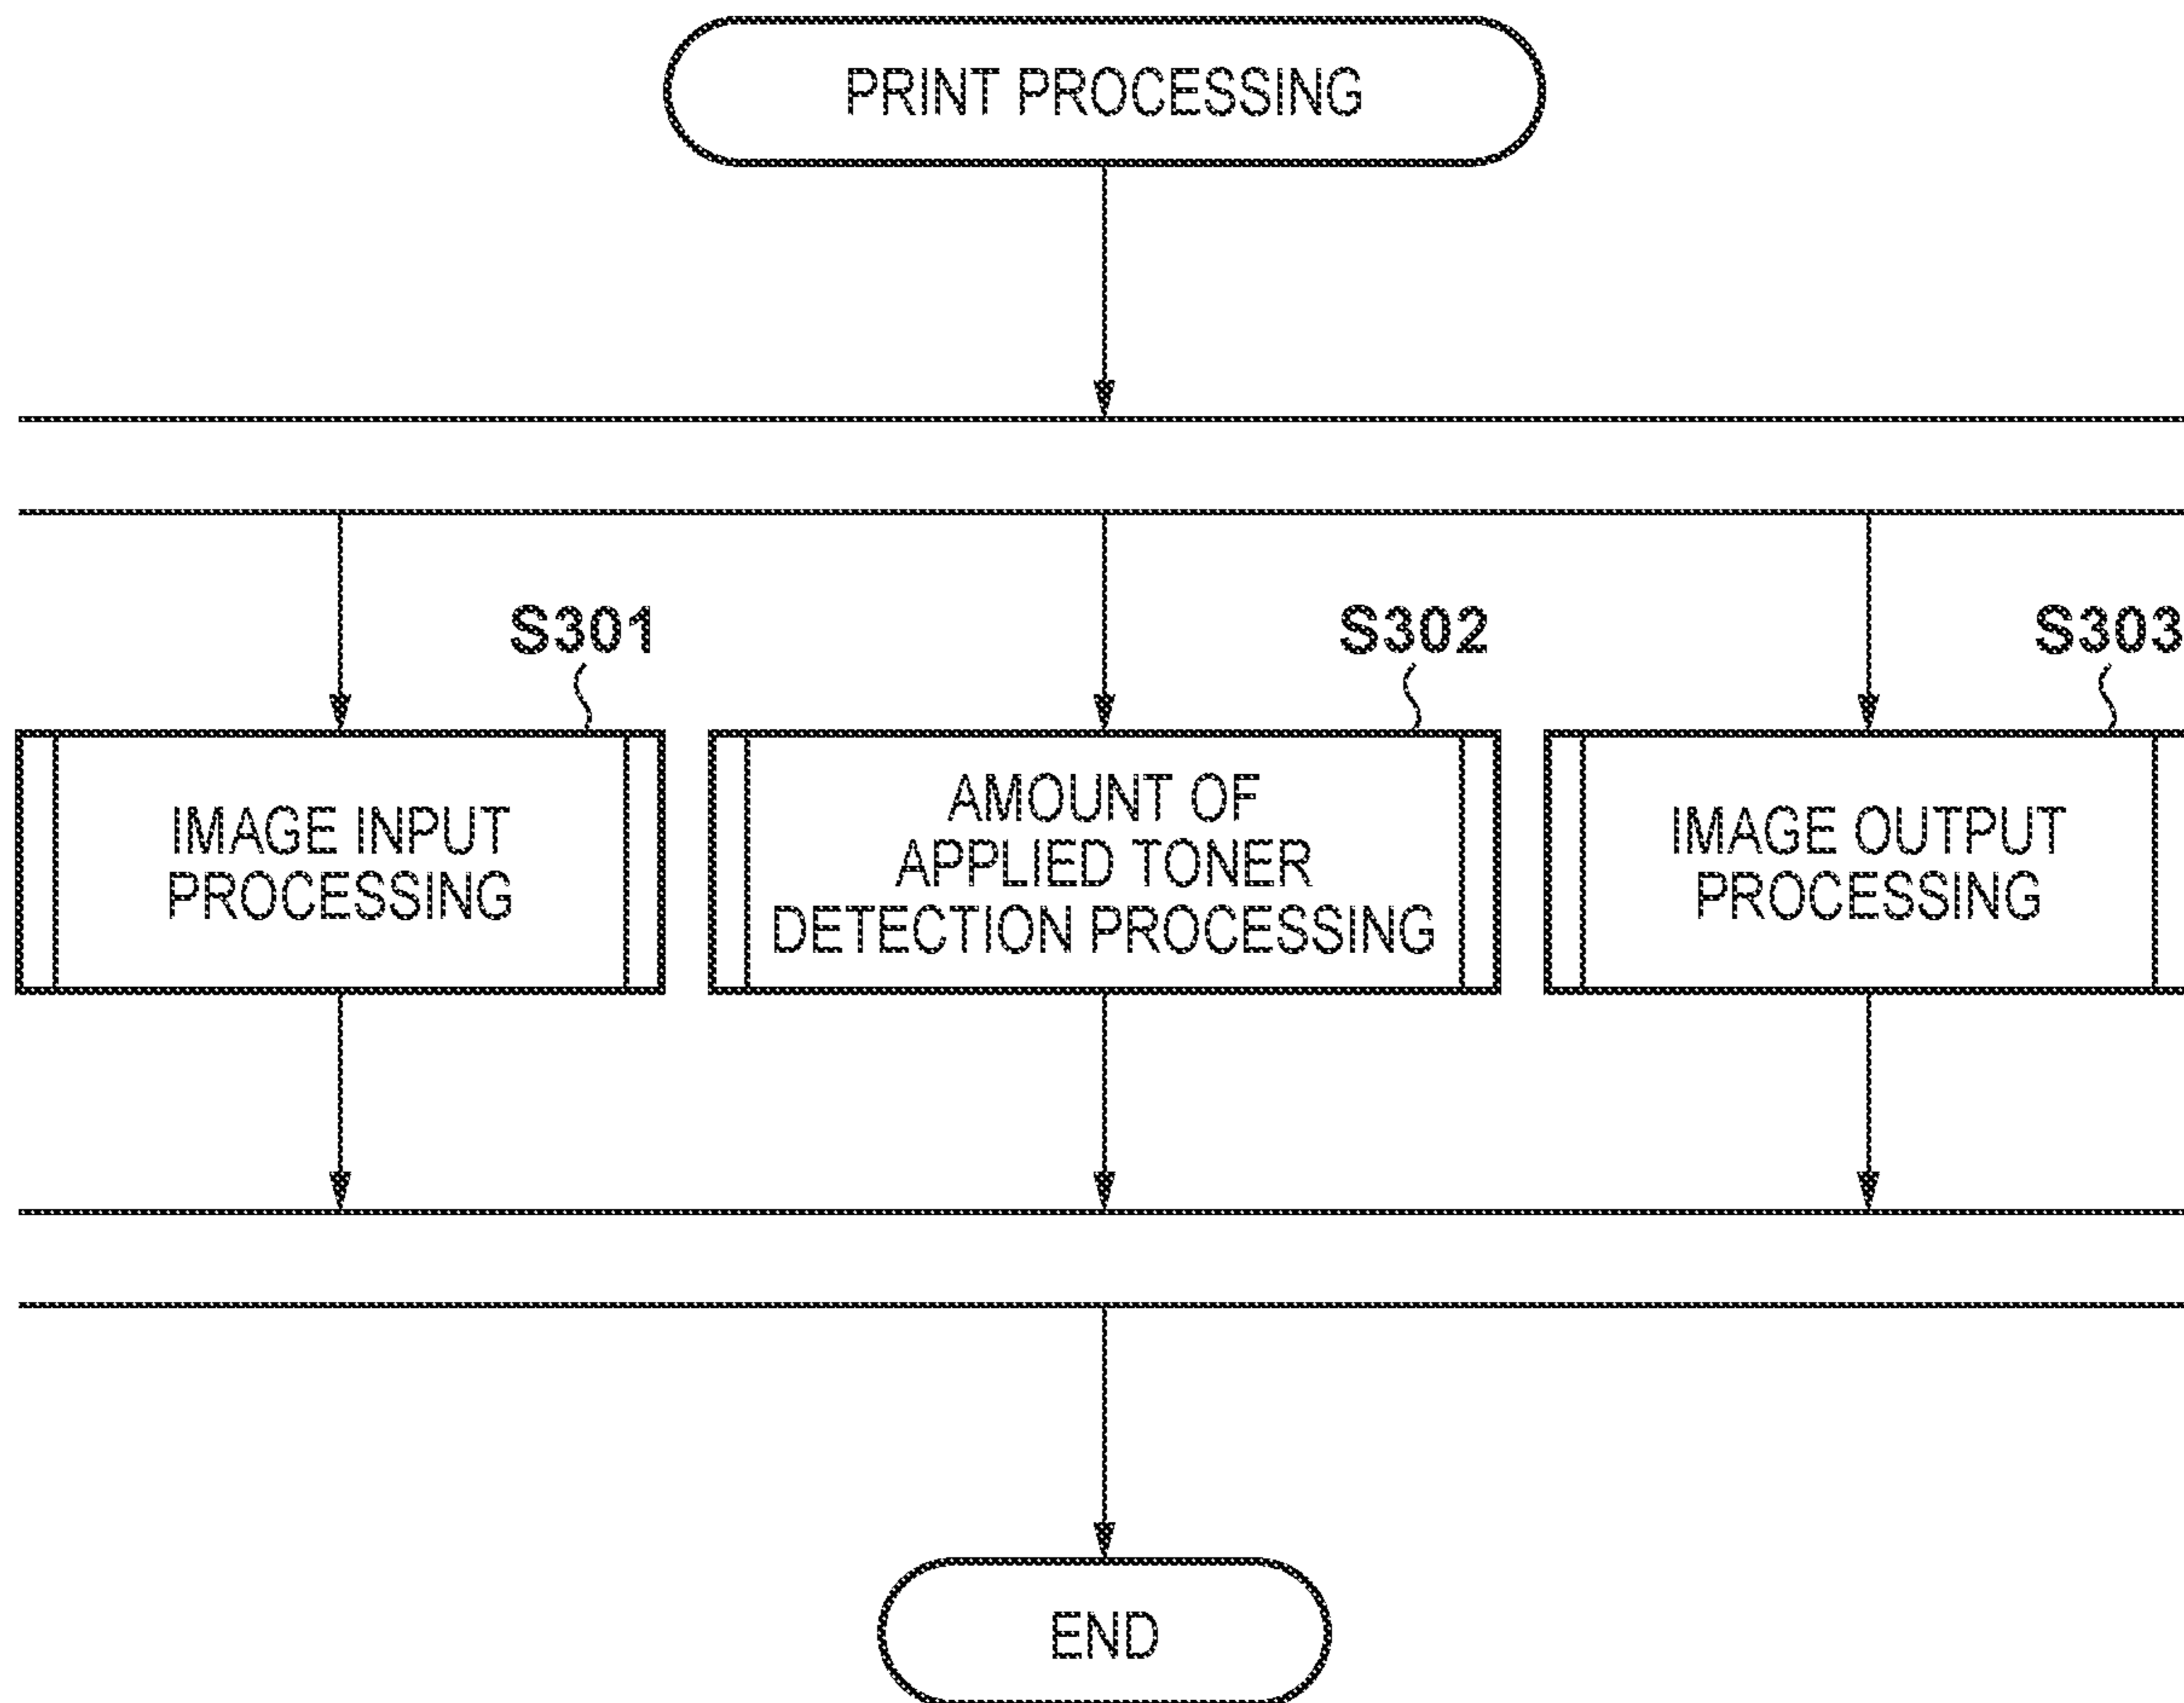 PRINT PROCESSING
S301
S302
S303
IMAGE INPUT
PROCESSING
AMOUNT OF
APPLIED TONER
DETECTION PROCESSING
IMAGE OUTPUT
PROCESSING
END